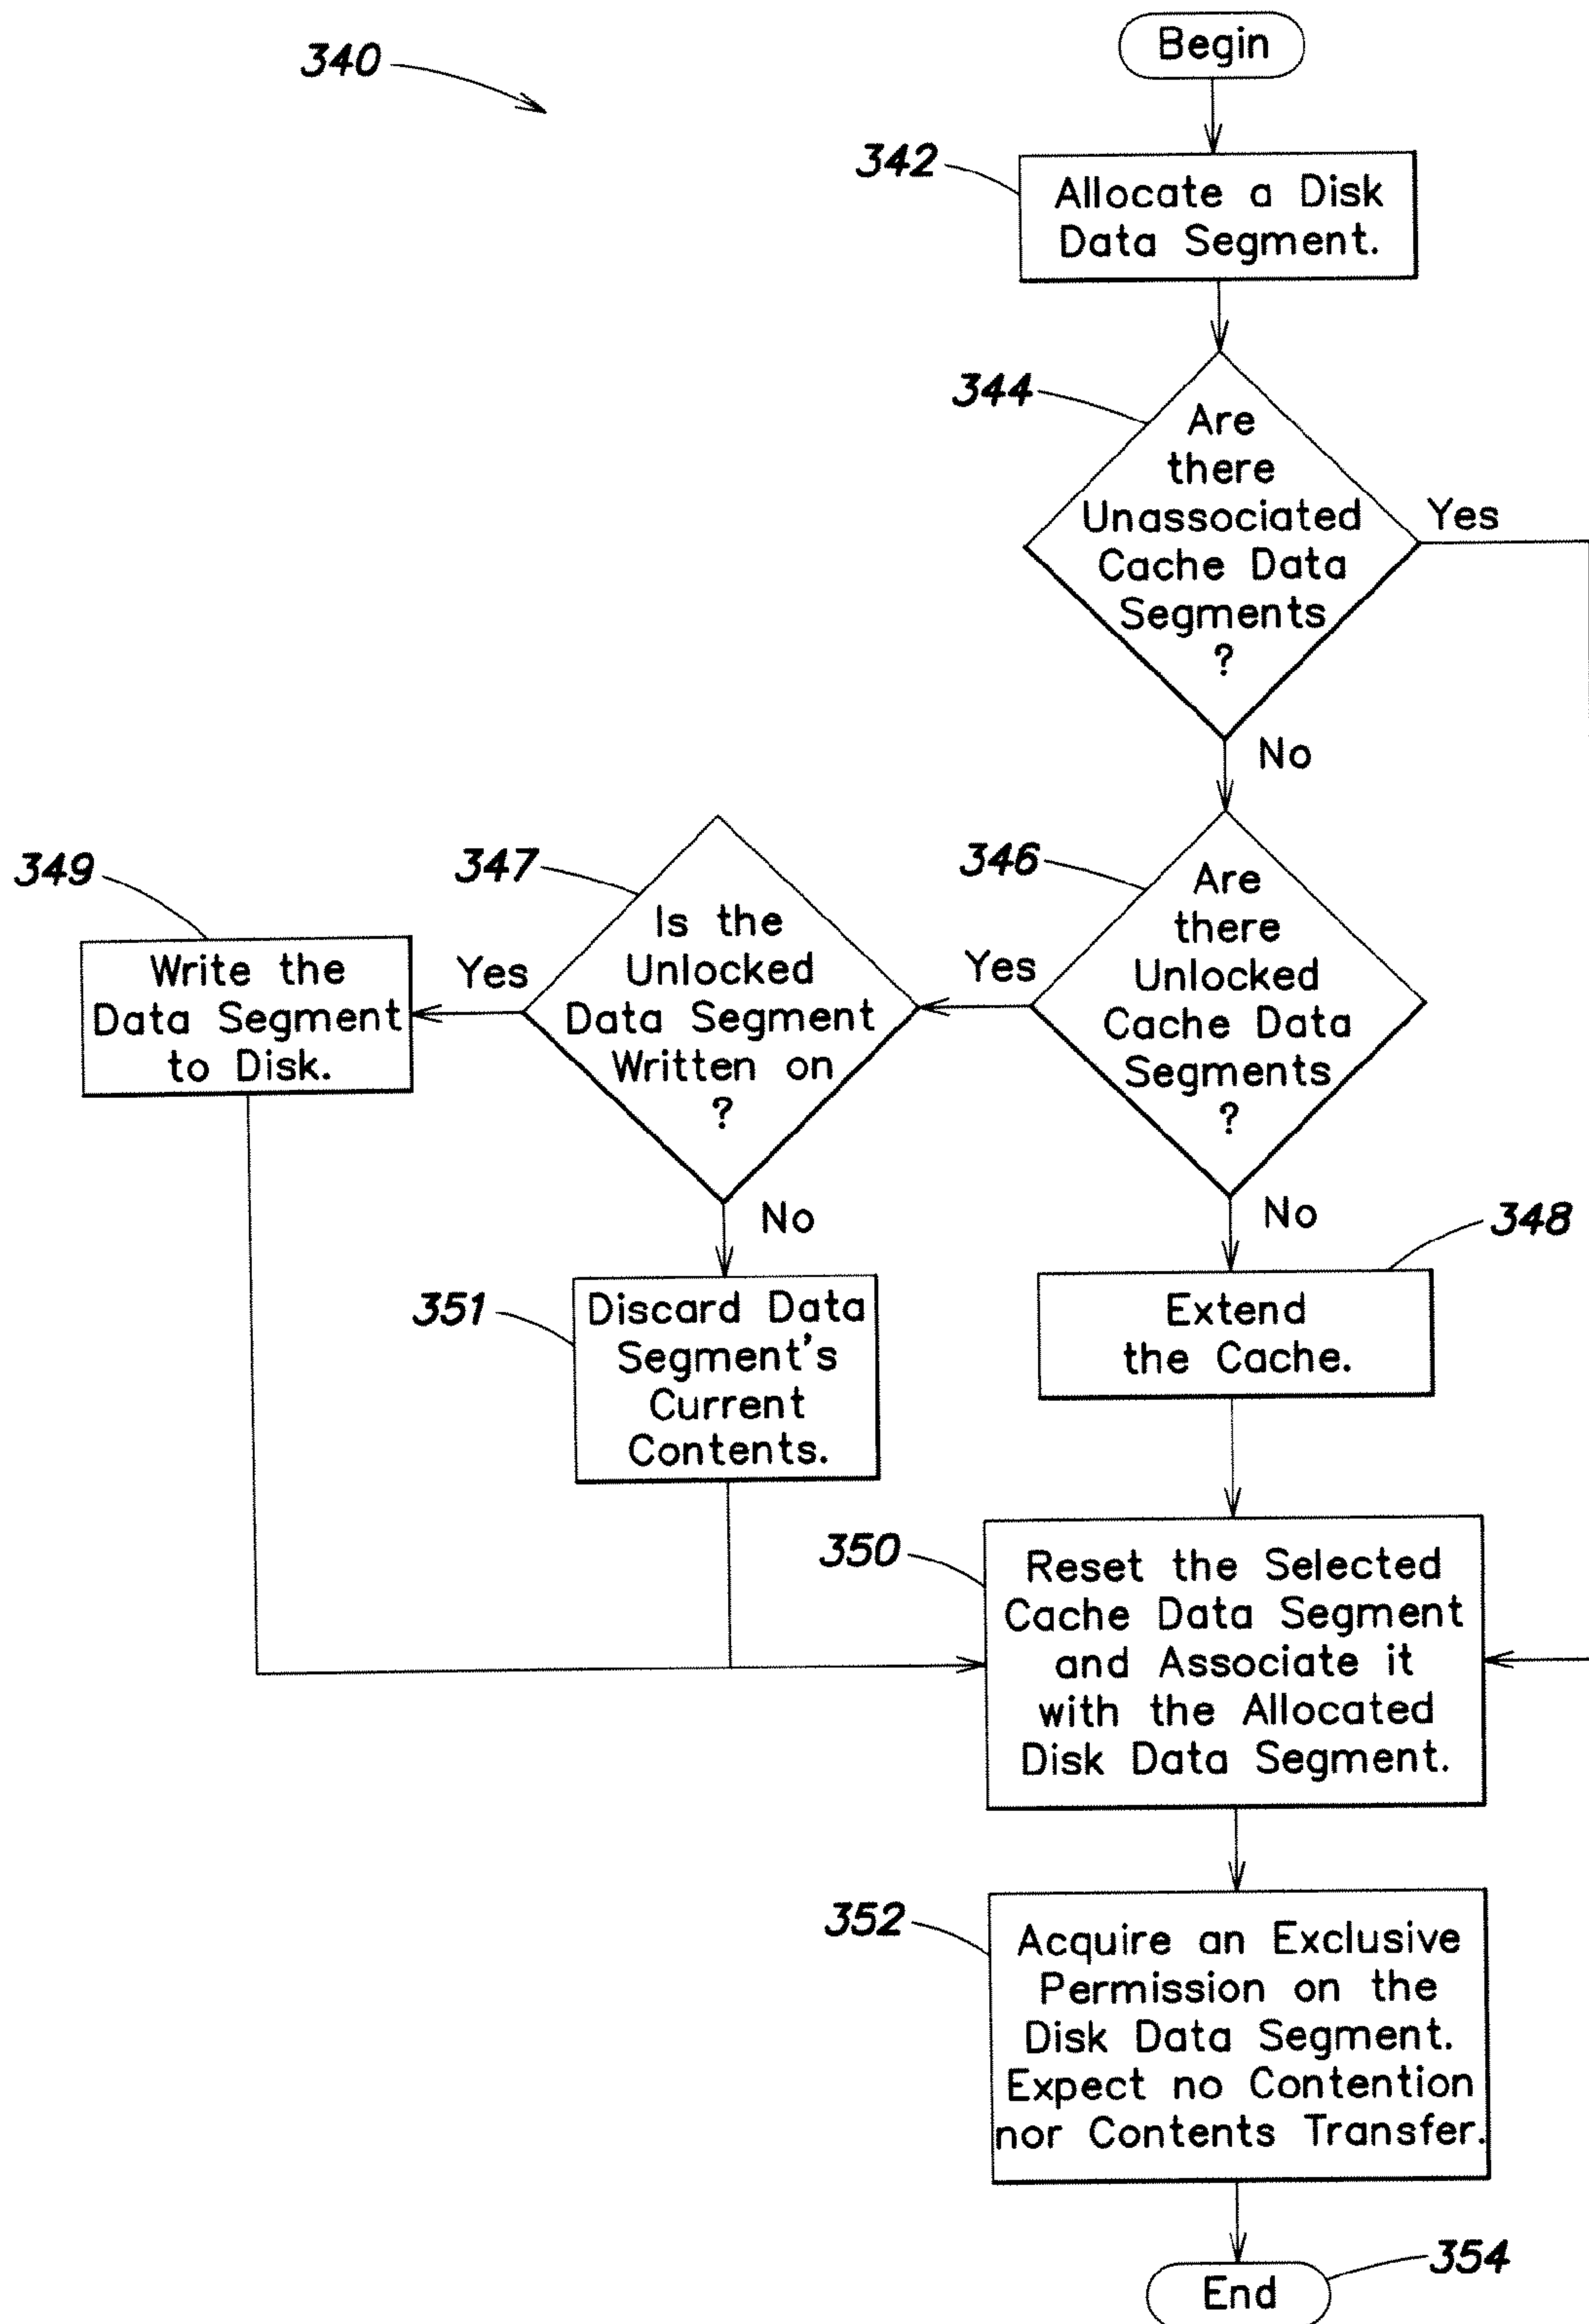 340
Begin
342
Allocate a Disk
Data Segment.
344
Are
there
Unassociated
Cache Data
Segments
?
Yes
No
346
Are
there
Unlocked
Cache Data
Segments
?
Yes
No
347
Is the
Unlocked
Data Segment
Written on
?
Yes
No
349
Write the
Data Segment
to Disk.
351
Discard Data
Segment's
Current
Contents.
348
Extend
the Cache.
350
Reset the Selected
Cache Data Segment
and Associate it
with the Allocated
Disk Data Segment.
352
Acquire an Exclusive
Permission on the
Disk Data Segment.
Expect no Contention
nor Contents Transfer.
354
End